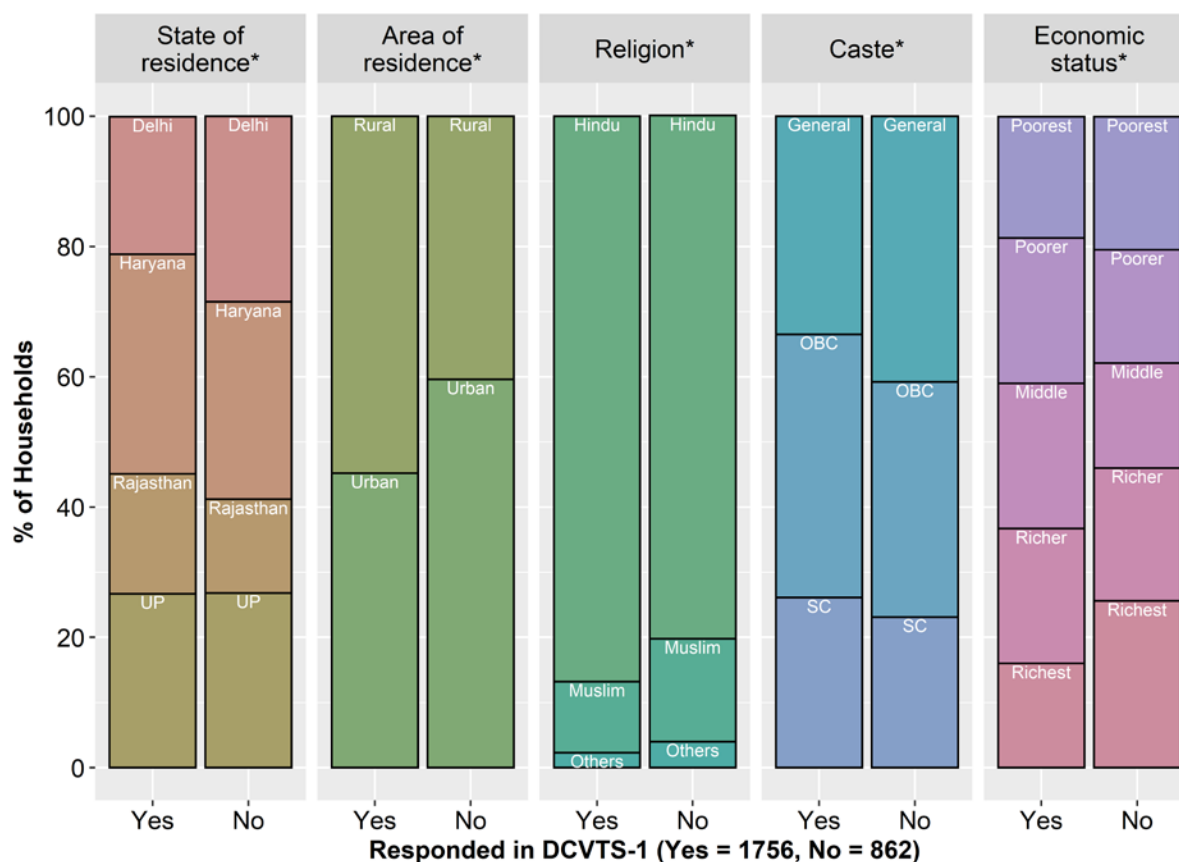 State of
residence*
Area of
residence*
Religion*
Caste*
Economic
status*
% of Households
100
80
60
40
20
0
Delhi
Haryana
Rajasthan
UP
Delhi
Haryana
Rajasthan
UP
Rural
Urban
Rural
Urban
Hindu
Muslim
Others
Hindu
Muslim
Others
General
OBC
SC
General
OBC
SC
Poorest
Poorer
Middle
Richer
Richest
Poorest
Poorer
Middle
Richer
Richest
Yes No Yes No Yes No Yes No Yes No
Responded in DCVTS-1 (Yes = 1756, No = 862)